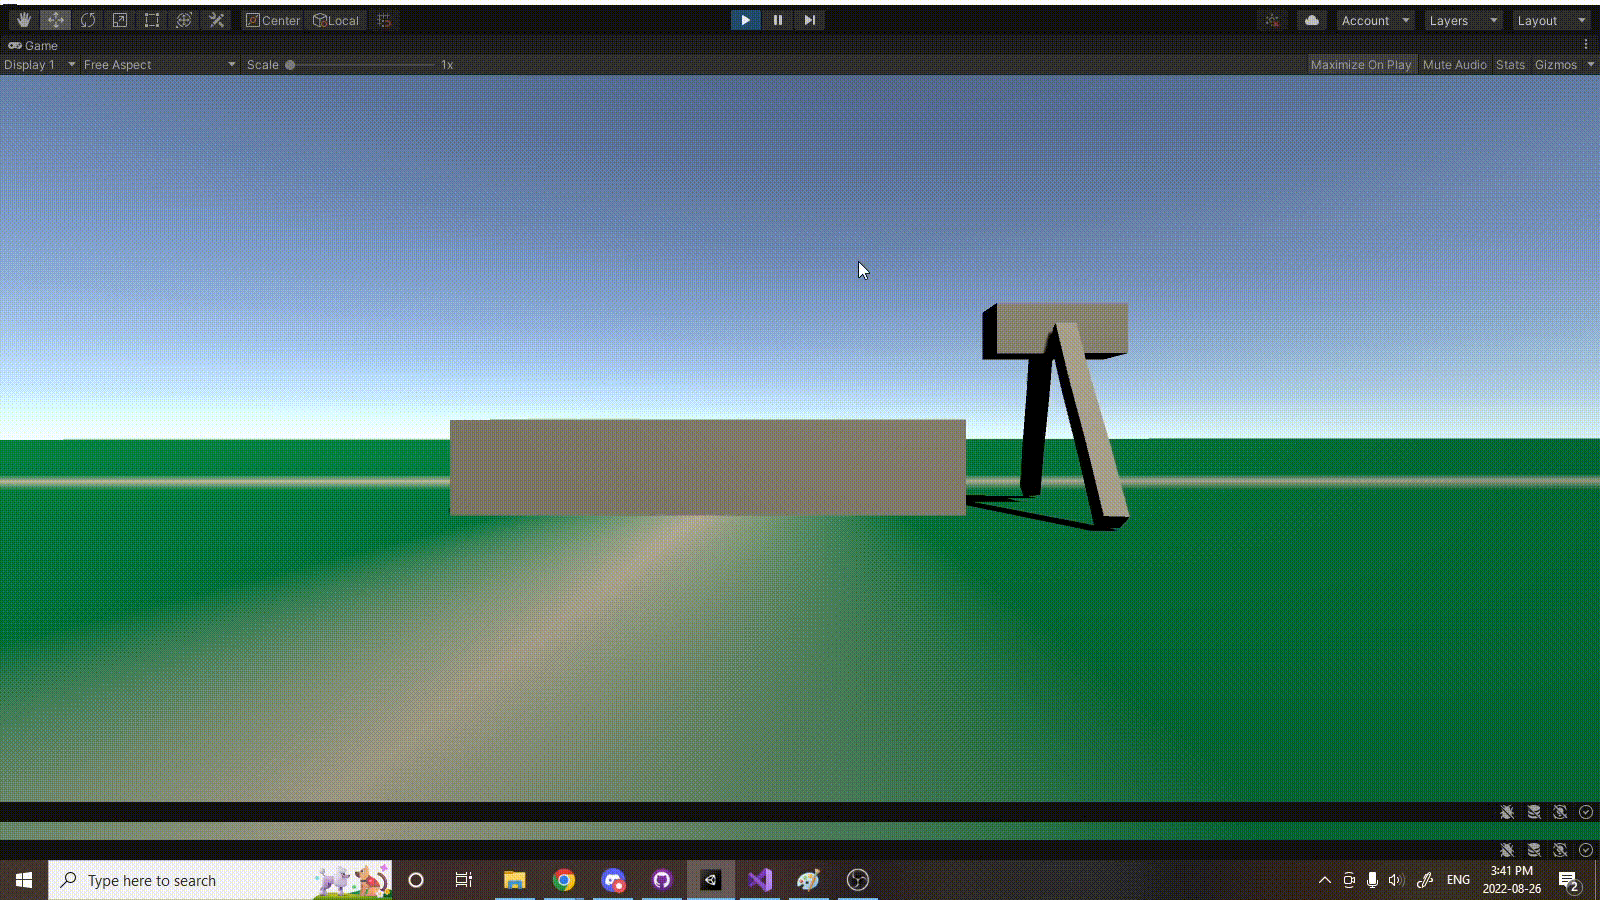 Center Local Account Layers Layout
Game
Display 1 Free Aspect Scale 1x Maximize On Play Mute Audio Stats Gizmos
Type here to search ENG 3:41 PM
2022-08-26
2